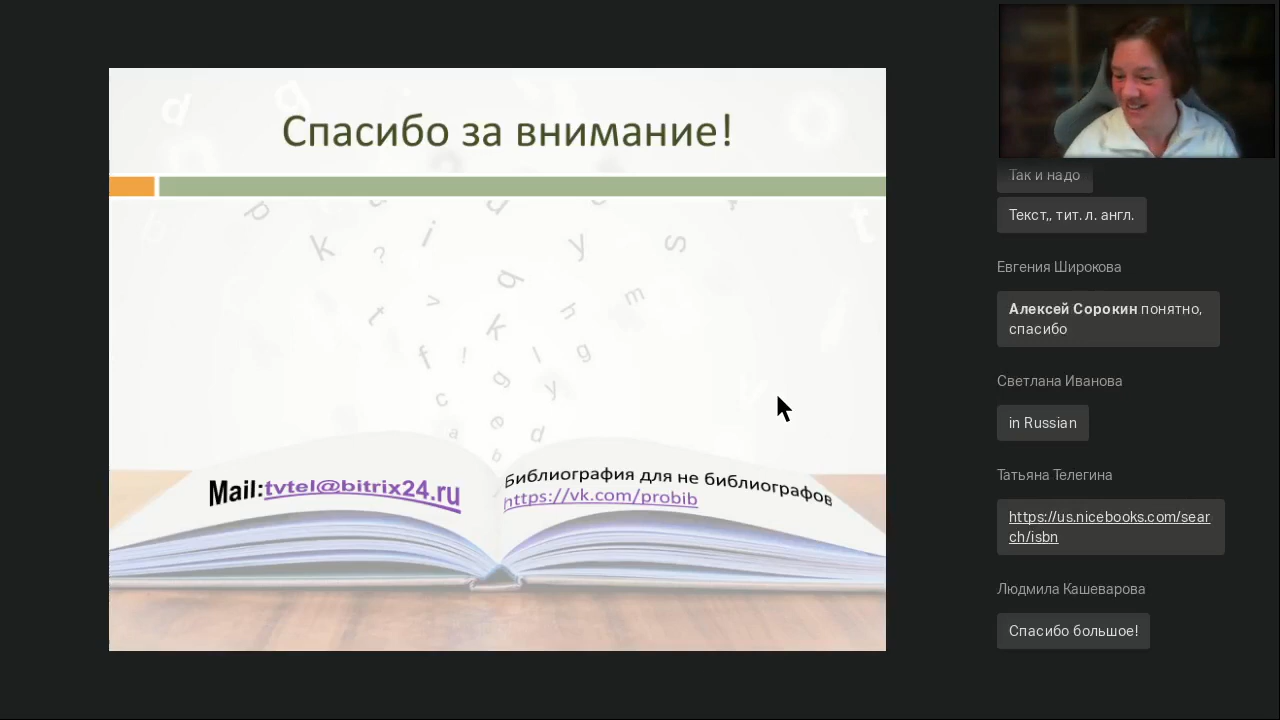 Спасибо за внимание!
Mail:tvtel@bitrix24.ru
Библиография для не библиографов
https://vk.com/probib
Так и надо
Текст,, тит. л. англ.
Евгения Широкова
Алексей Сорокин понятно,
спасибо
Светлана Иванова
in Russian
Татьяна Телегина
https://us.nicebooks.com/sear
ch/isbn
Людмила Кашеварова
Спасибо большое!